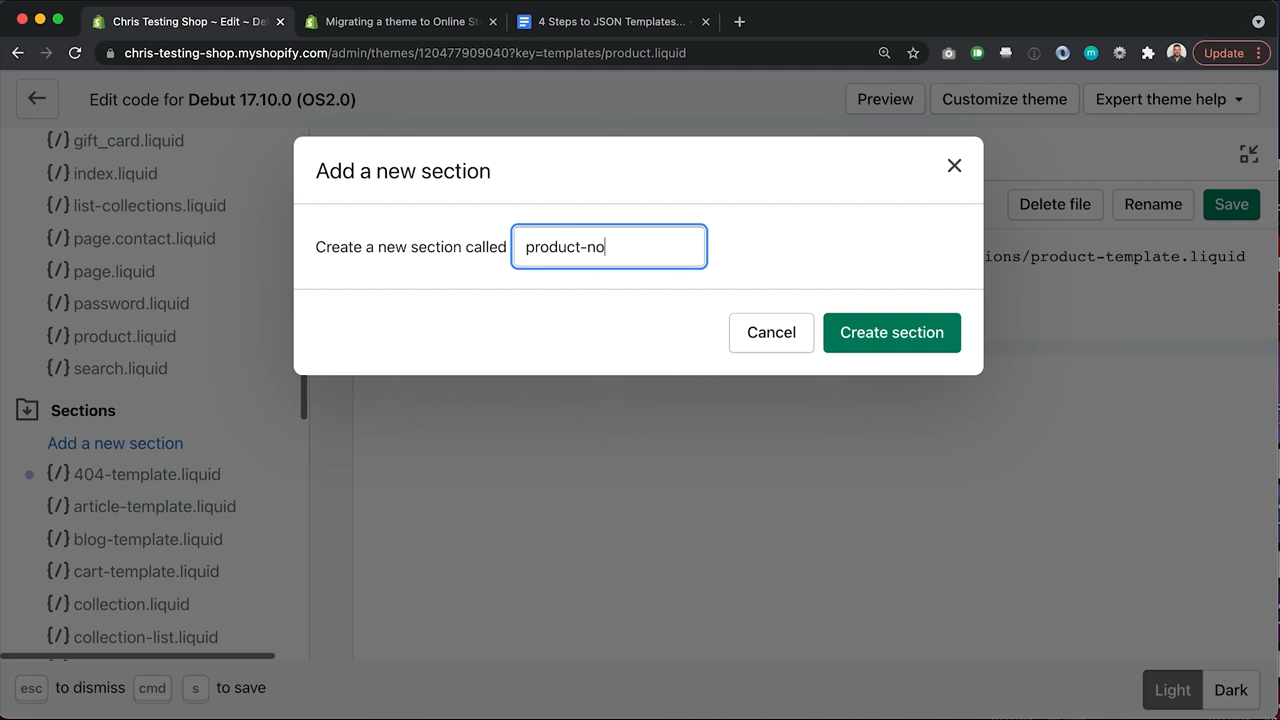 Chris Testing Shop ~ Edit ~ De
Migrating a theme to Online St
4 Steps to JSON Templates...
chris-testing-shop.myshopify.com/admin/themes/120477909040?key=templates/product.liquid
Update
Edit code for Debut 17.10.0 (OS2.0)
Preview
Customize theme
Expert theme help
{/} gift_card.liquid
{/} index.liquid
{/} list-collections.liquid
{/} page.contact.liquid
{/} page.liquid
{/} password.liquid
{/} product.liquid
{/} search.liquid
Sections
Add a new section
{/} 404-template.liquid
{/} article-template.liquid
{/} blog-template.liquid
{/} cart-template.liquid
{/} collection.liquid
{/} collection-list.liquid
Delete file
Rename
Save
ions/product-template.liquid
Add a new section
Create a new section called product-no
Cancel
Create section
esc to dismiss cmd s to save
Light
Dark